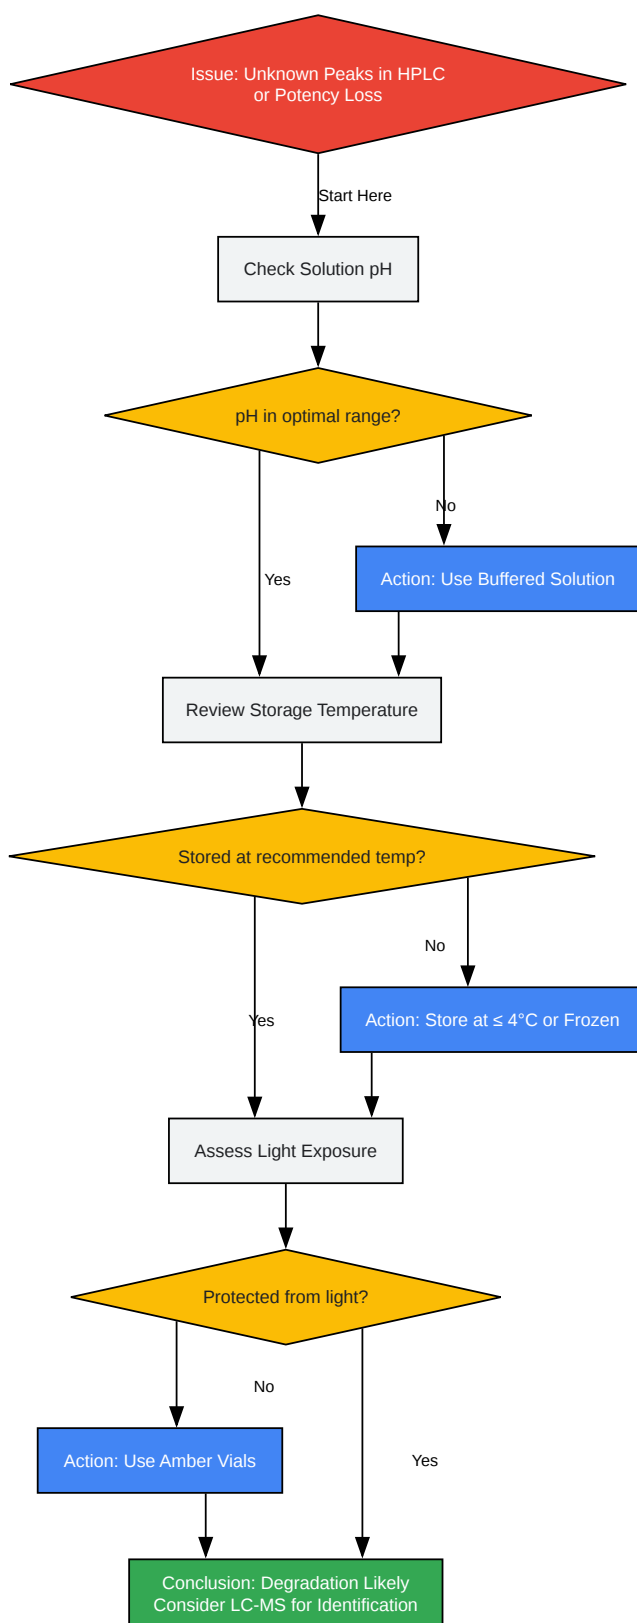 Issue: Unknown Peaks in HPLC
or Potency Loss
Start Here
Check Solution pH
pH in optimal range?
No
Yes
Action: Use Buffered Solution
Review Storage Temperature
Stored at recommended temp?
No
Yes
Action: Store at ≤ 4°C or Frozen
Assess Light Exposure
Protected from light?
No
Action: Use Amber Vials
Yes
Conclusion: Degradation Likely
Consider LC-MS for Identification